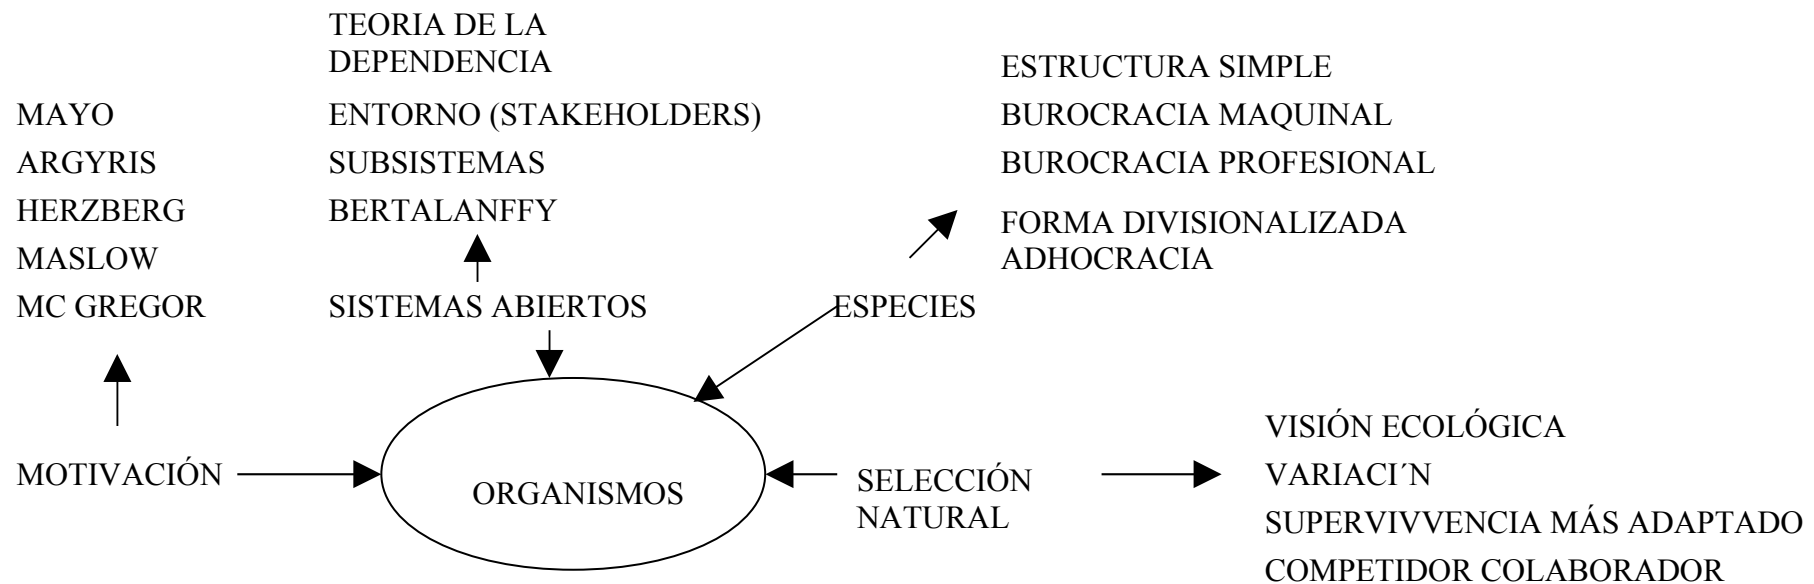 TEORIA DE LA
DEPENDENCIA
ENTORNO (STAKEHOLDERS)
SUBSISTEMAS
BERTALANFFY
SISTEMAS ABIERTOS
MAYO
ARGYRIS
HERZBERG
MASLOW
MC GREGOR
MOTIVACIÓN
ESTRUCTURA SIMPLE
BUROCRACIA MAQUINAL
BUROCRACIA PROFESIONAL
FORMA DIVISIONALIZADA
ADHOCRACIA
ESPECIES
ORGANISMOS
SELECCIÓN
NATURAL
VISIÓN ECOLÓGICA
VARIACI´N
SUPERVIVVENCIA MÁS ADAPTADO
COMPETIDOR COLABORADOR